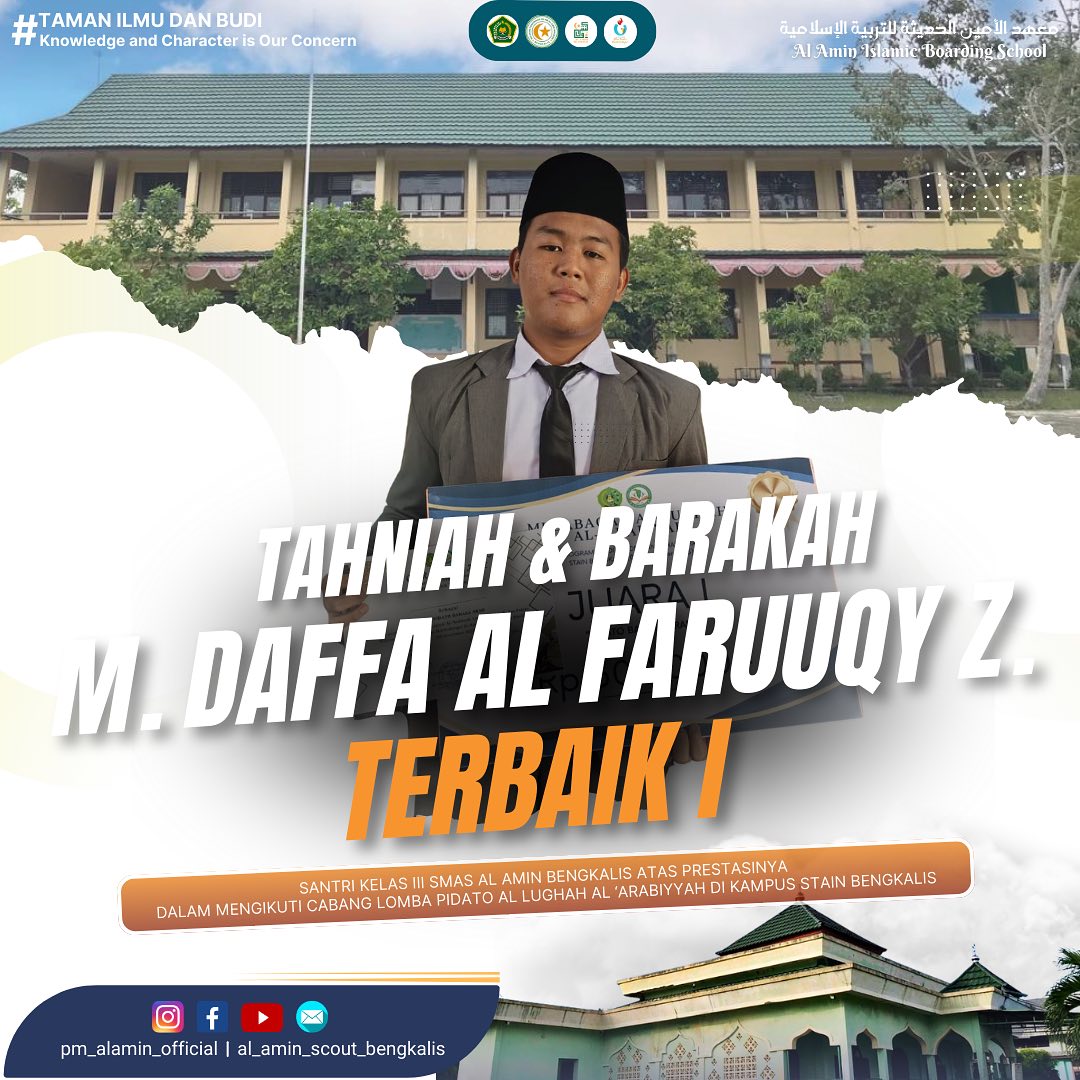 #TAMAN ILMU DAN BUDI
Knowledge and Character is Our Concern
معهد الأمين الحديثة للتربية الإسلامية
Al Amin Islamic Boarding School
JUARA I
TAHNIAH & BARAKAH
M. DAFFA AL FARUUQY Z.
TERBAIK I
SANTRI KELAS III SMAS AL AMIN BENGKALIS ATAS PRESTASINYA
DALAM MENGIKUTI CABANG LOMBA PIDATO AL LUGHAH AL 'ARABIYYAH DI KAMPUS STAIN BENGKALIS
pm_alamin_official | al_amin_scout_bengkalis